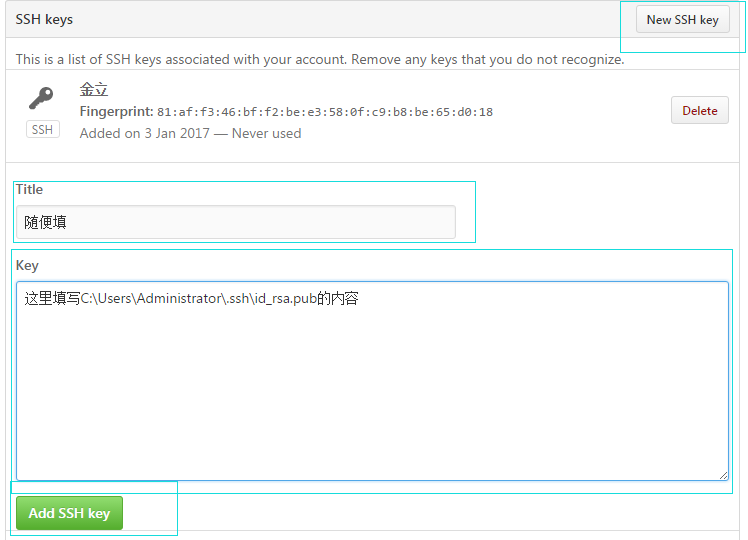 SSH keys
New SSH key
This is a list of SSH keys associated with your account. Remove any keys that you do not recognize.
金立
Fingerprint: 81:af:f3:46:bf:f2:be:e3:58:0f:c9:b8:be:65:d0:18
SSH
Added on 3 Jan 2017 — Never used
Delete
Title
随便填
Key
这里填写C:\Users\Administrator\.ssh\id_rsa.pub的内容
Add SSH key